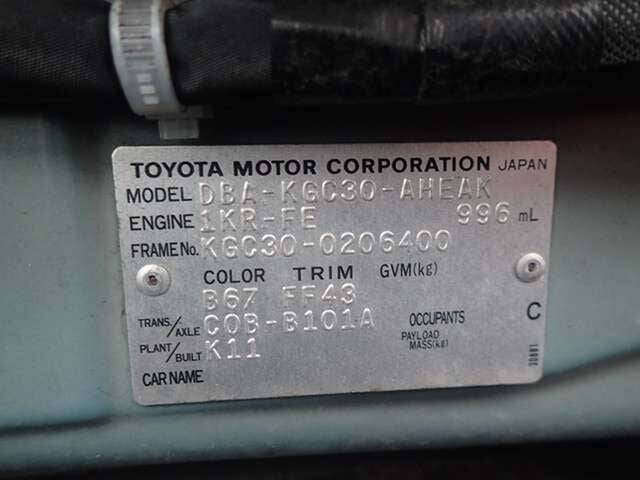 TOYOTA MOTOR CORPORATION JAPAN
MODEL DBA-KGC30-AHEAK
ENGINE 1KR-FE 996 mL
FRAME No. KGC30-0206400
COLOR TRIM GVM(kg)
B67 FF43
TRANS./AXLE C0B-B101A OCCUPANTS C
PLANT/BUILT K11 PAYLOAD MASS(kg)
CAR NAME